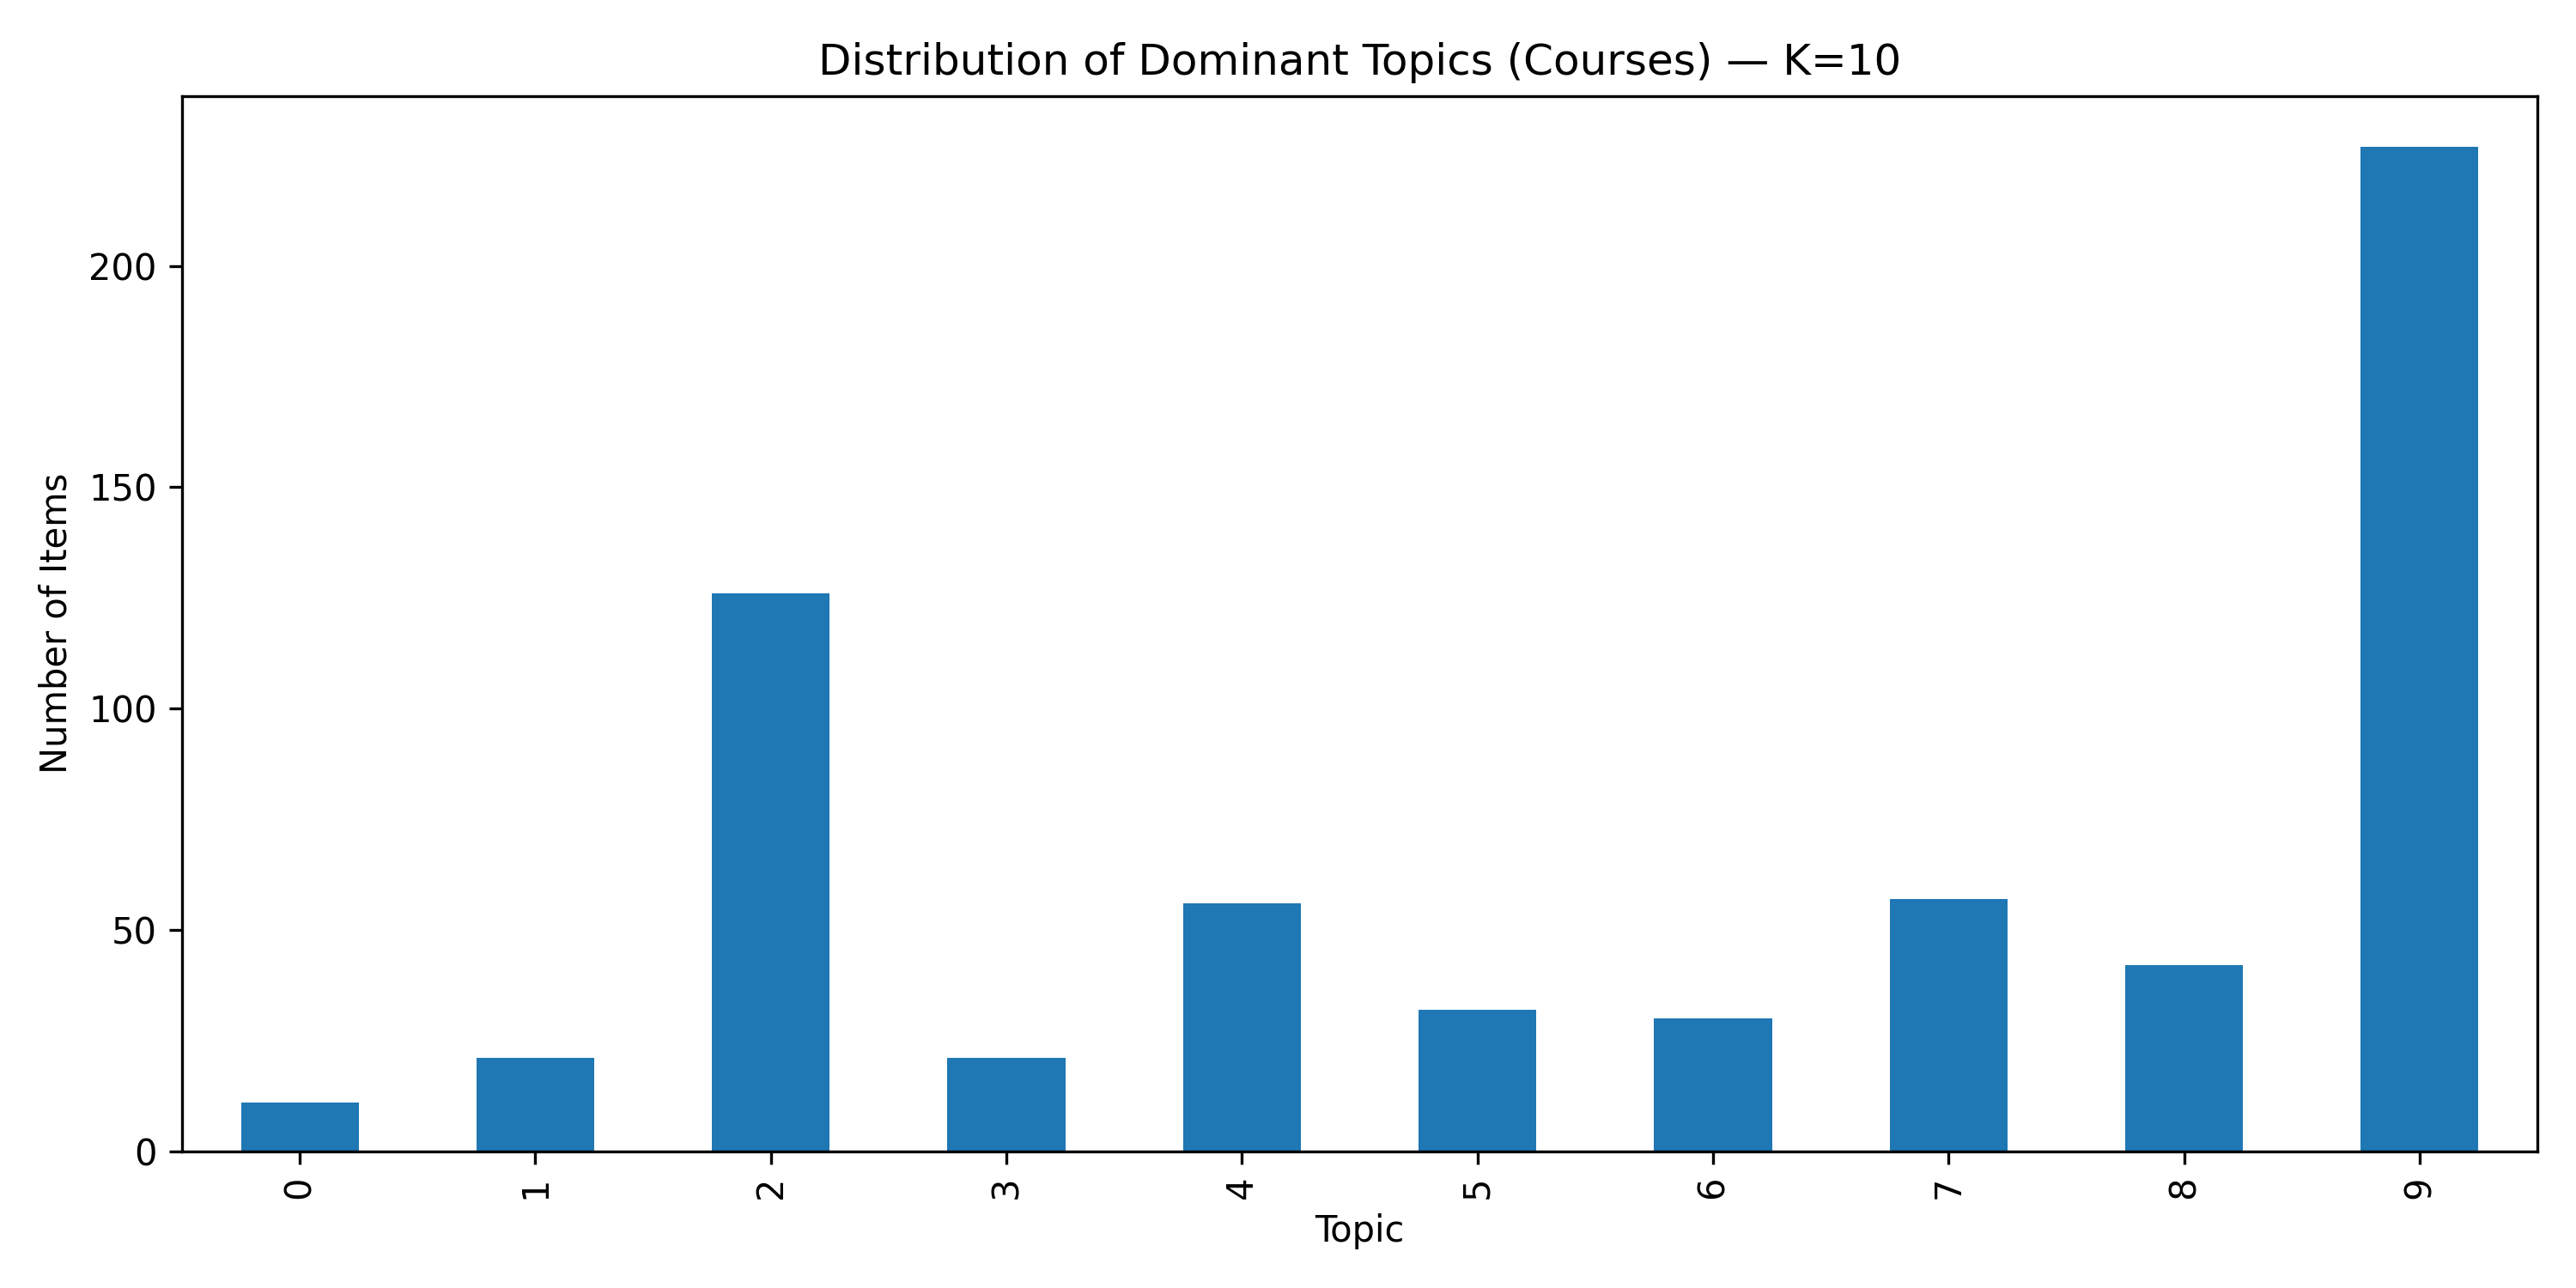 Distribution of Dominant Topics (Courses) — K=10
Number of Items
200
150
100
50
0
0 1 2 3 4 5 6 7 8 9
Topic